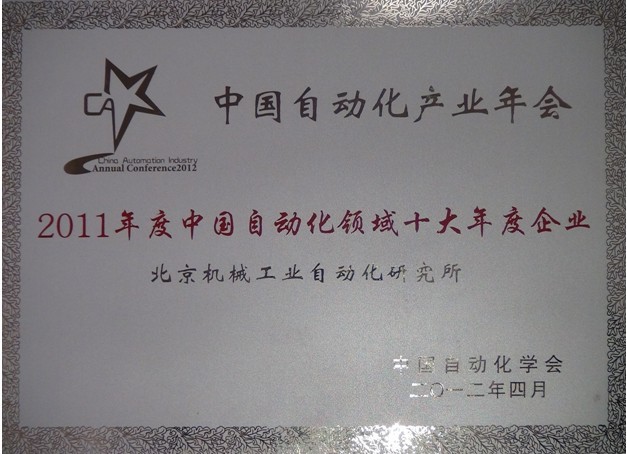 中国自动化产业年会
CA
China Automation Industry
Annual Conference2012
2011年度中国自动化领域十大年度企业
北京机械工业自动化研究所
中国自动化学会
二〇一二年四月